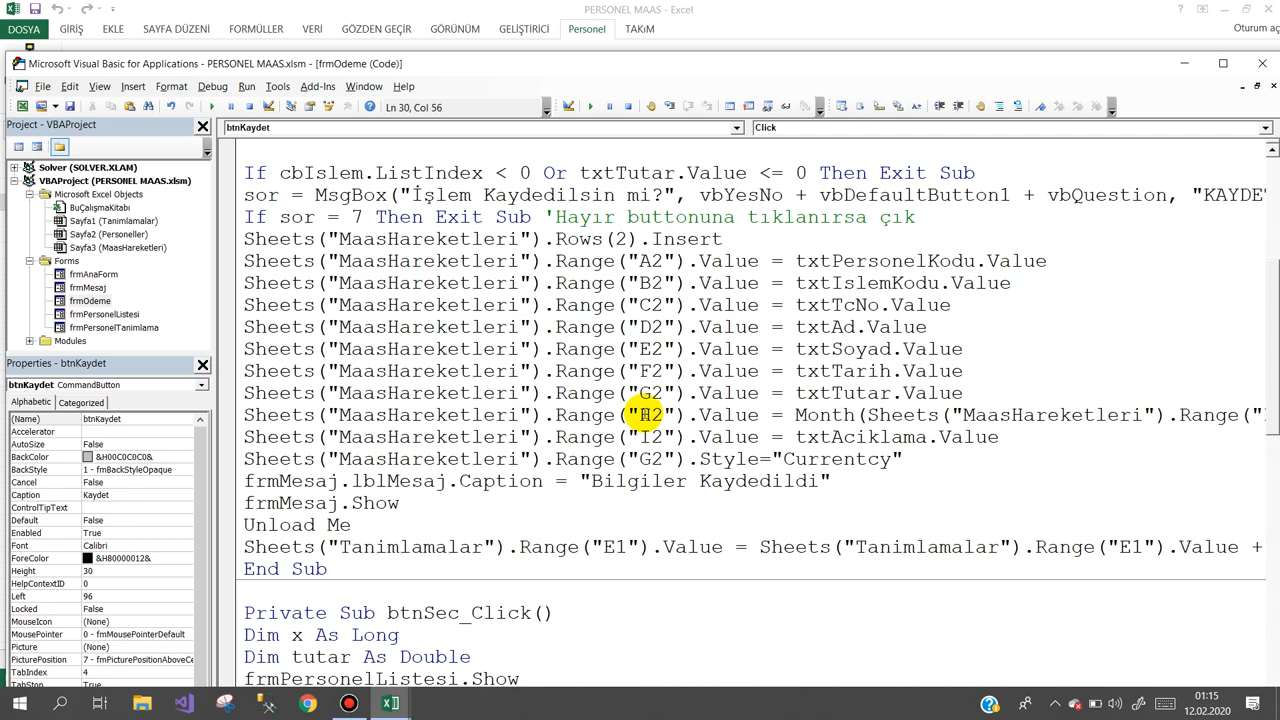 PERSONEL MAAS - Excel
DOSYA GİRİŞ EKLE SAYFA DÜZENİ FORMÜLLER VERİ GÖZDEN GEÇİR GÖRÜNÜM GELİŞTİRİCİ Personel TAKIM Oturum aç
Microsoft Visual Basic for Applications - PERSONEL MAAS.xlsm - [frmOdeme (Code)]
File Edit View Insert Format Debug Run Tools Add-Ins Window Help
Ln 30, Col 56
Project - VBAProject
btnKaydet Click
Solver (SOLVER.XLAM)
VBAProject (PERSONEL MAAS.xlsm)
Microsoft Excel Objects
BuÇalışmaKitabı
Sayfa1 (Tanimlamalar)
Sayfa2 (Personeller)
Sayfa3 (MaasHareketleri)
Forms
frmAnaForm
frmMesaj
frmOdeme
frmPersonelListesi
frmPersonelTanimlama
Modules
Properties - btnKaydet
btnKaydet CommandButton
Alphabetic Categorized
(Name) btnKaydet
Accelerator
AutoSize False
BackColor &H00C0C0C0&
BackStyle 1 - fmBackStyleOpaque
Cancel False
Caption Kaydet
ControlTipText
Default False
Enabled True
Font Calibri
ForeColor &H80000012&
Height 30
HelpContextID 0
Left 96
Locked False
MouseIcon (None)
MousePointer 0 - fmMousePointerDefault
Picture (None)
PicturePosition 7 - fmPicturePositionAboveCe
TabIndex 4
TabStop True
If cbIslem.ListIndex < 0 Or txtTutar.Value <= 0 Then Exit Sub
sor = MsgBox("İşlem Kaydedilsin mi?", vbYesNo + vbDefaultButton1 + vbQuestion, "KAYDE
If sor = 7 Then Exit Sub 'Hayır buttonuna tıklanırsa çık
Sheets("MaasHareketleri").Rows(2).Insert
Sheets("MaasHareketleri").Range("A2").Value = txtPersonelKodu.Value
Sheets("MaasHareketleri").Range("B2").Value = txtIslemKodu.Value
Sheets("MaasHareketleri").Range("C2").Value = txtTcNo.Value
Sheets("MaasHareketleri").Range("D2").Value = txtAd.Value
Sheets("MaasHareketleri").Range("E2").Value = txtSoyad.Value
Sheets("MaasHareketleri").Range("F2").Value = txtTarih.Value
Sheets("MaasHareketleri").Range("G2").Value = txtTutar.Value
Sheets("MaasHareketleri").Range("H2").Value = Month(Sheets("MaasHareketleri").Range("
Sheets("MaasHareketleri").Range("I2").Value = txtAciklama.Value
Sheets("MaasHareketleri").Range("G2").Style="Currentcy"
frmMesaj.lblMesaj.Caption = "Bilgiler Kaydedildi"
frmMesaj.Show
Unload Me
Sheets("Tanimlamalar").Range("E1").Value = Sheets("Tanimlamalar").Range("E1").Value +
End Sub
Private Sub btnSec_Click()
Dim x As Long
Dim tutar As Double
frmPersonelListesi.Show
01:15
12.02.2020